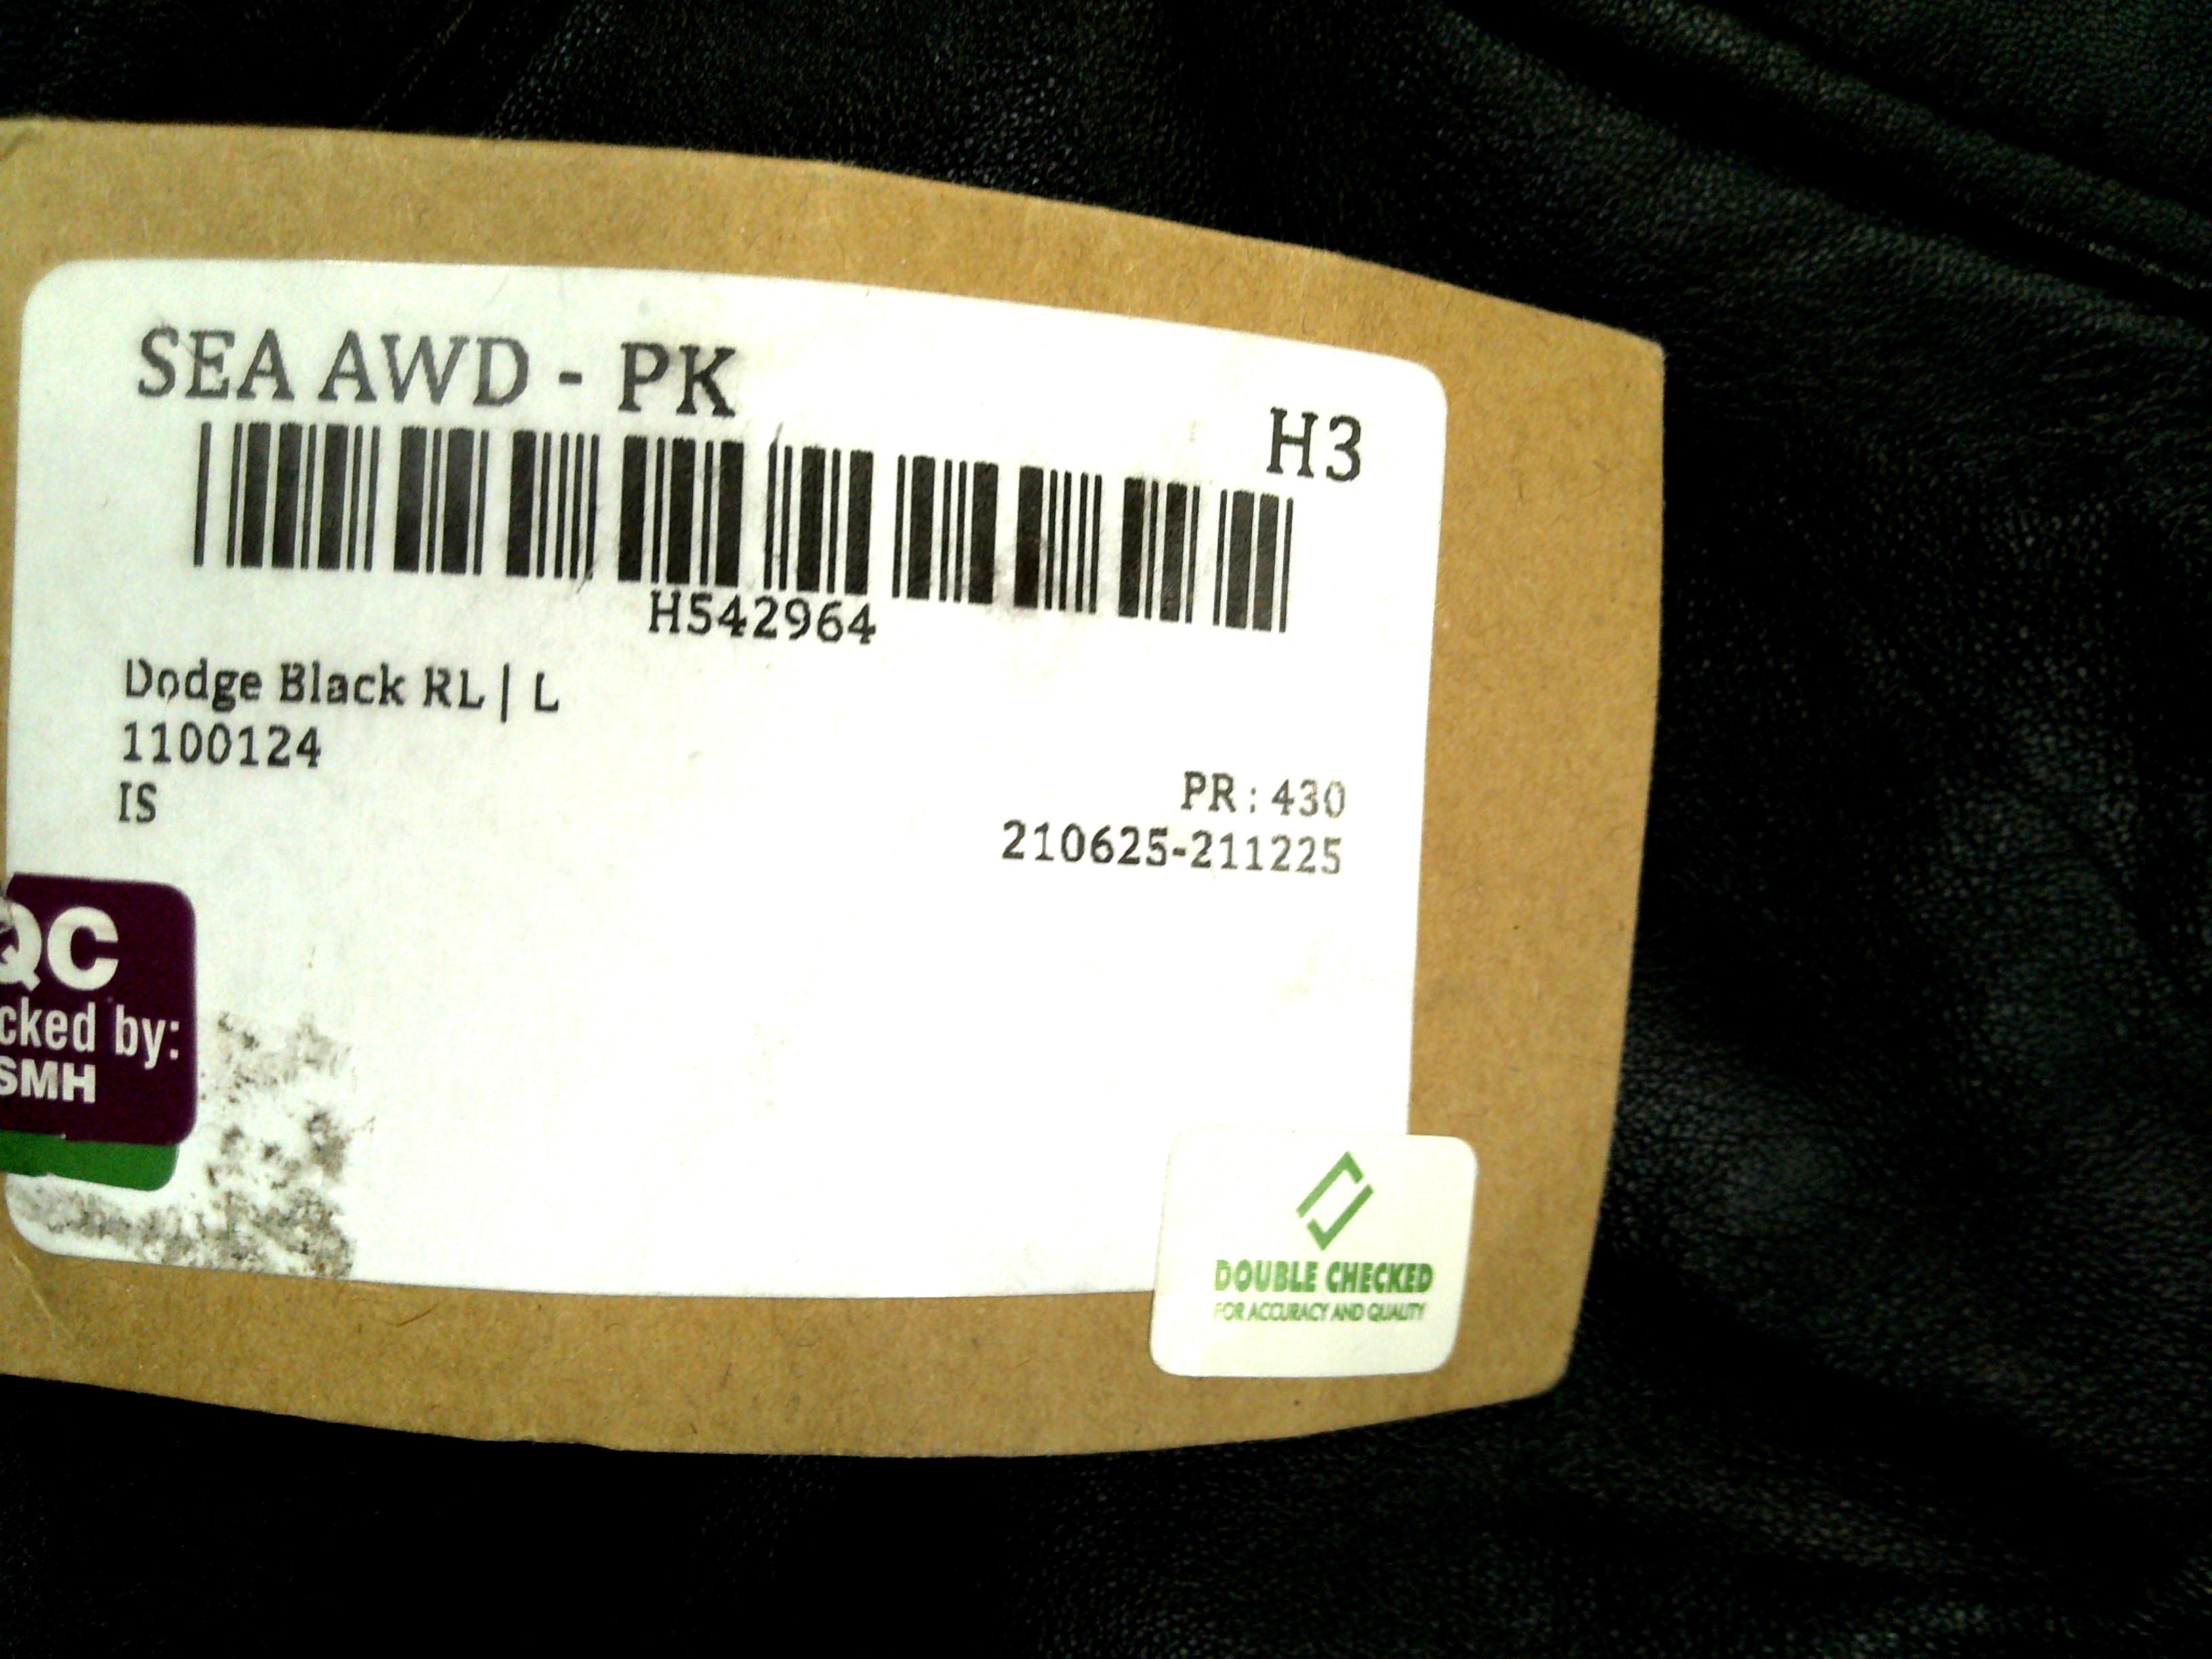 SEA AWD - PK
H3
H542964
Dodge Black RL | L
1100124
IS
PR : 430
210625-211225
QC
cked by:
SMH
DOUBLE CHECKED
FOR ACCURACY AND QUALITY